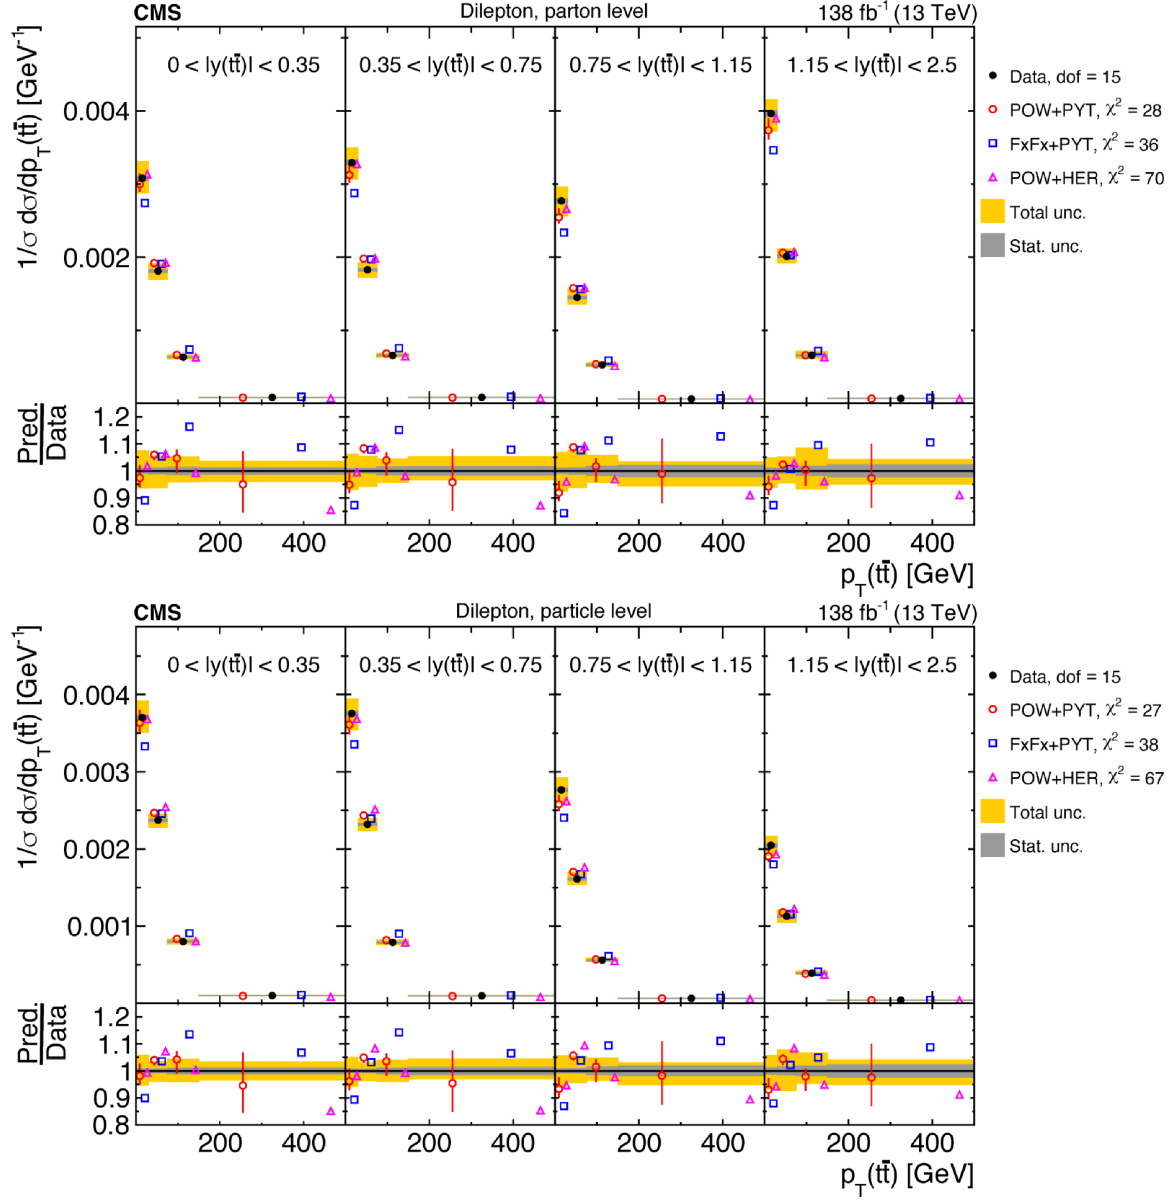 CMS Dilepton, parton level 138 fb⁻¹ (13 TeV)
0 < |y(tt̄)| < 0.35 0.35 < |y(tt̄)| < 0.75 0.75 < |y(tt̄)| < 1.15 1.15 < |y(tt̄)| < 2.5
1/σ dσ/dp_T(tt̄) [GeV⁻¹]
0.004
0.002
Data, dof = 15
POW+PYT, χ² = 28
FxFx+PYT, χ² = 36
POW+HER, χ² = 70
Total unc.
Stat. unc.
Pred.
Data
1.2
1.1
1
0.9
0.8
200 400 200 400 200 400 200 400
p_T(tt̄) [GeV]
CMS Dilepton, particle level 138 fb⁻¹ (13 TeV)
0 < |y(tt̄)| < 0.35 0.35 < |y(tt̄)| < 0.75 0.75 < |y(tt̄)| < 1.15 1.15 < |y(tt̄)| < 2.5
1/σ dσ/dp_T(tt̄) [GeV⁻¹]
0.004
0.003
0.002
0.001
Data, dof = 15
POW+PYT, χ² = 27
FxFx+PYT, χ² = 38
POW+HER, χ² = 67
Total unc.
Stat. unc.
Pred.
Data
1.2
1.1
1
0.9
0.8
200 400 200 400 200 400 200 400
p_T(tt̄) [GeV]